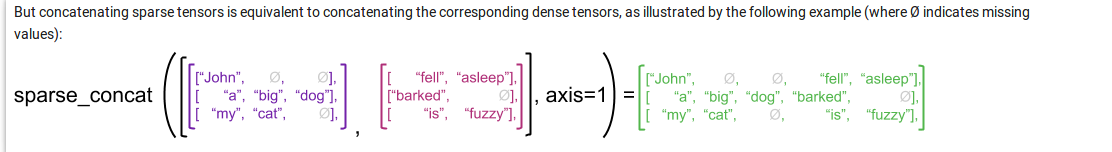 But concatenating sparse tensors is equivalent to concatenating the corresponding dense tensors, as illustrated by the following example (where Ø indicates missing
values):
sparse_concat ( [ [ ["John", Ø, Ø], [ "a", "big", "dog"], [ "my", "cat", Ø], ] , [ [ "fell", "asleep"], ["barked", Ø], [ "is", "fuzzy"], ] ] , axis=1 ) = [ ["John", Ø, Ø, "fell", "asleep"], [ "a", "big", "dog", "barked", Ø], [ "my", "cat", Ø, "is", "fuzzy"], ]